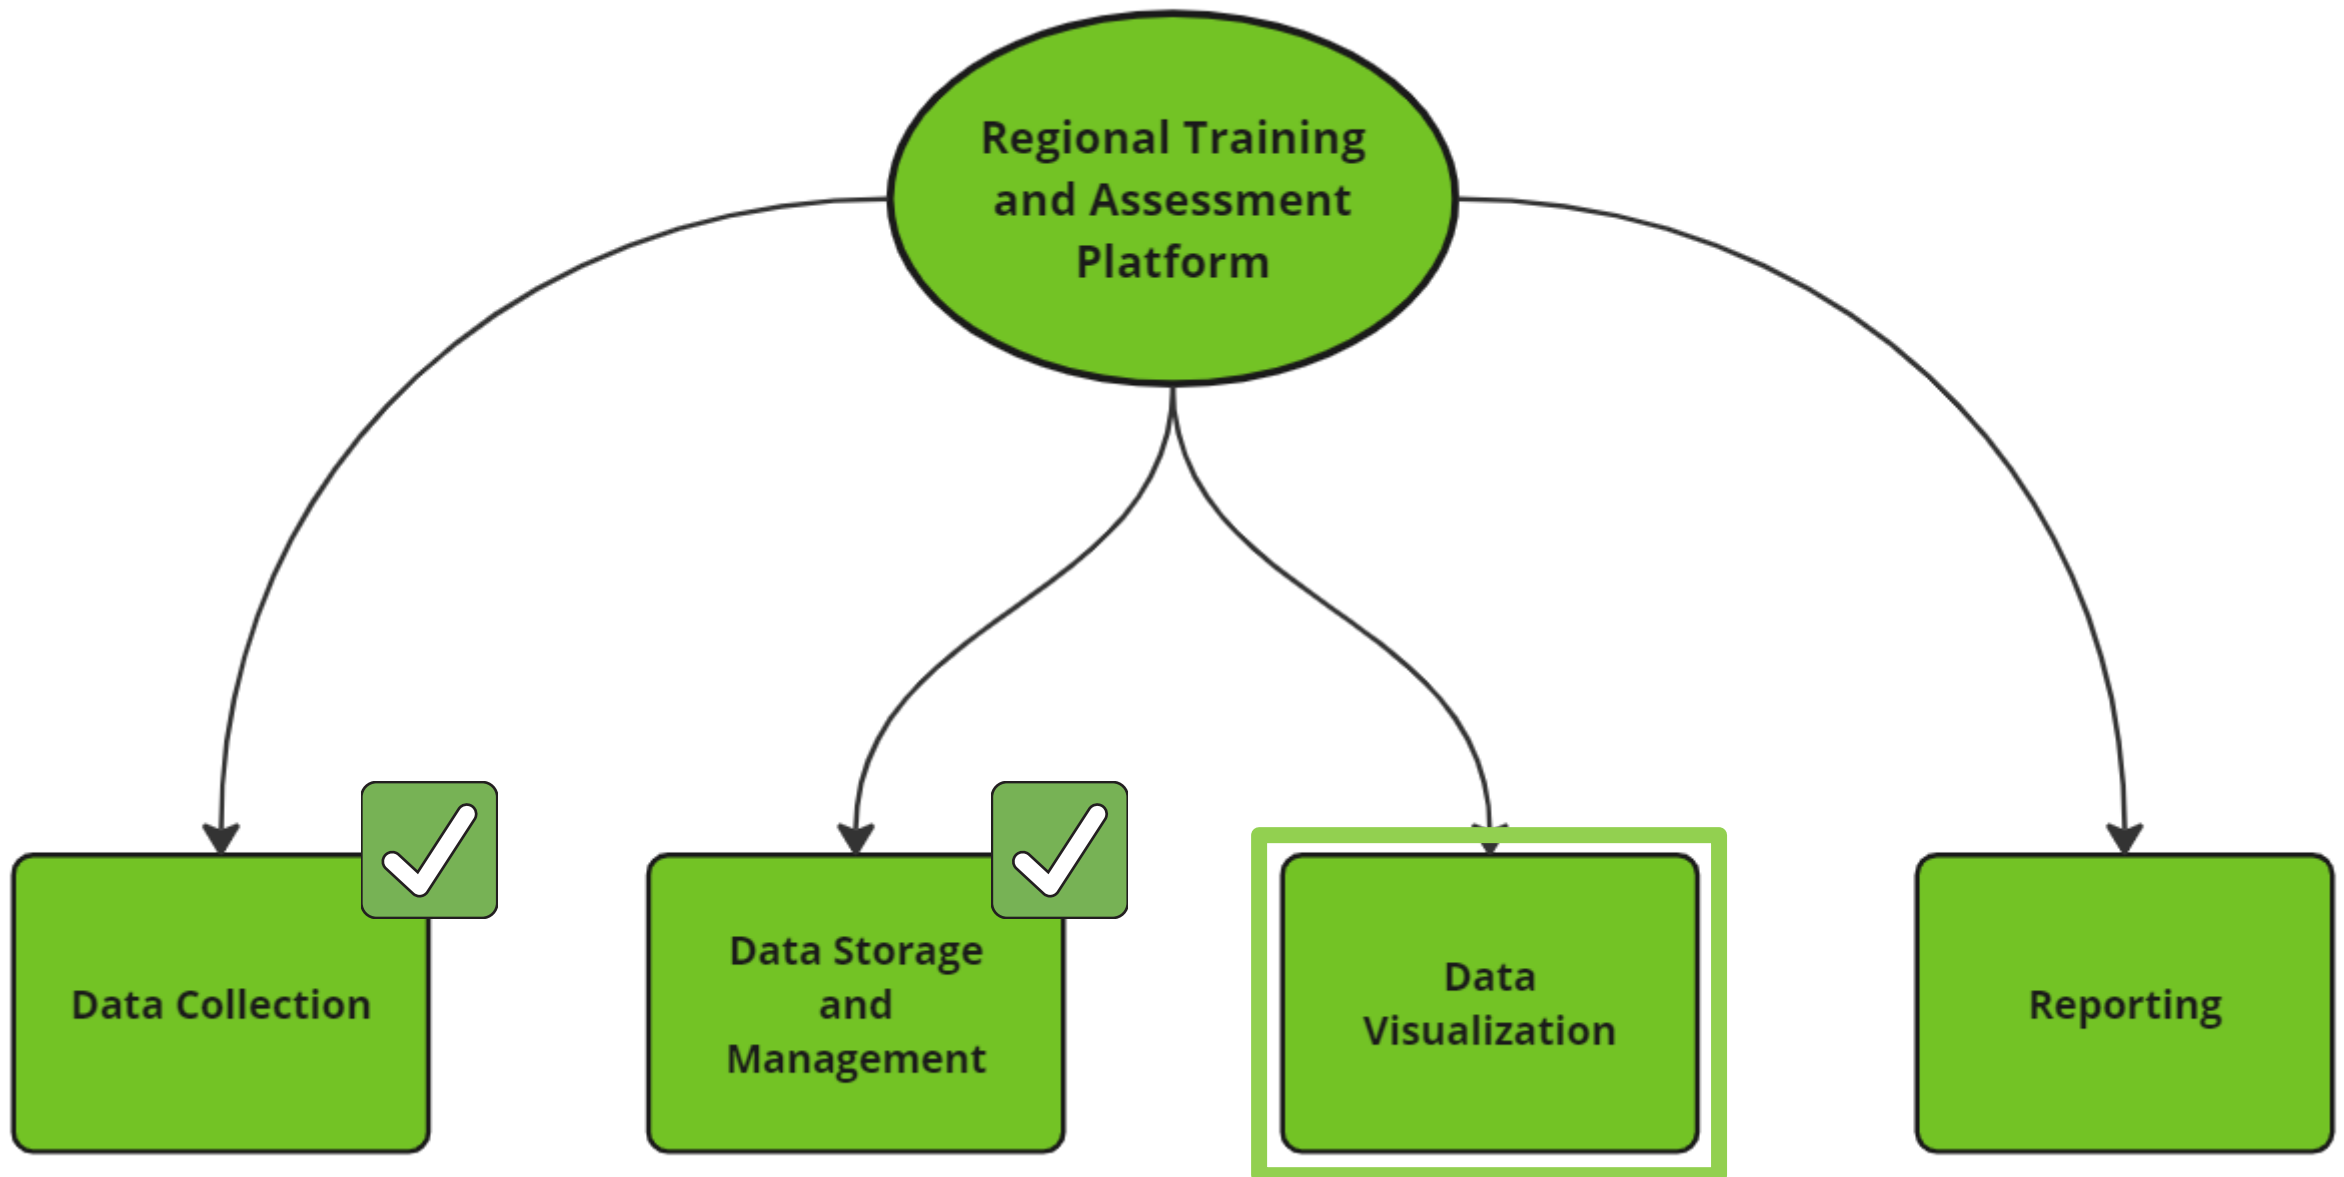 Regional Training
and Assessment
Platform
Data Collection
Data Storage
and
Management
Data
Visualization
Reporting